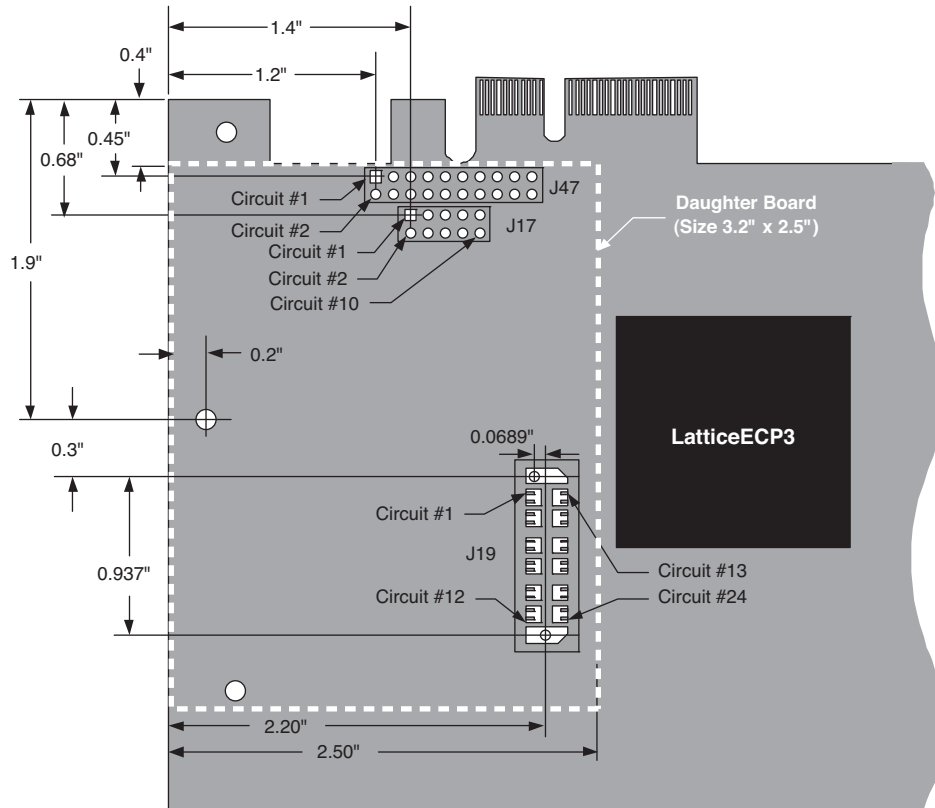 1.4"
0.4"
1.2"
0.45"
0.68"
Circuit #1
J47
Circuit #2
J17
Circuit #1
Circuit #2
Circuit #10
Daughter Board
(Size 3.2" x 2.5")
1.9"
0.2"
0.3"
0.0689"
LatticeECP3
Circuit #1
J19
0.937"
Circuit #13
Circuit #12
Circuit #24
2.20"
2.50"